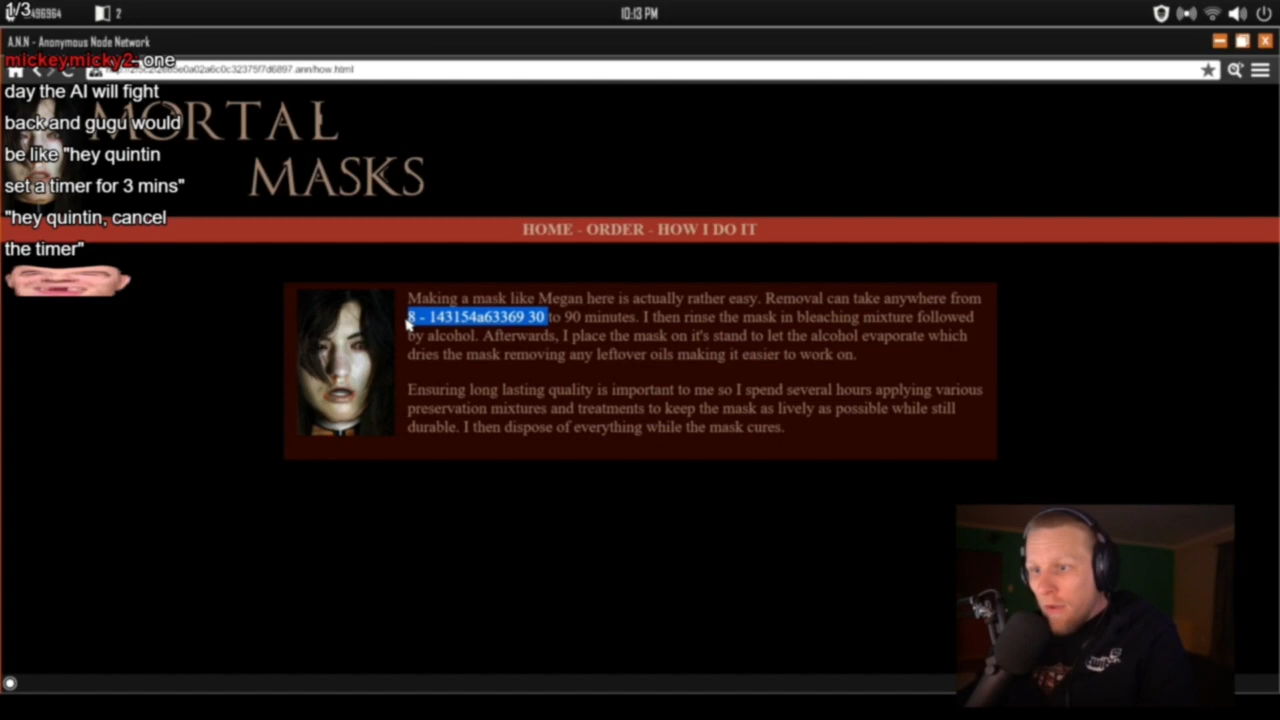 1/3
2
10:13 PM
A.N.N - Anonymous Node Network
mickey.micky2: one
day the AI will fight
back and gugu would
be like "hey quintin
set a timer for 3 mins"
"hey quintin, cancel
the timer"
MORTAL
MASKS
HOME - ORDER - HOW I DO IT
Making a mask like Megan here is actually rather easy. Removal can take anywhere from
8 - 143154a63369 30 to 90 minutes. I then rinse the mask in bleaching mixture followed
by alcohol. Afterwards, I place the mask on it's stand to let the alcohol evaporate which
dries the mask removing any leftover oils making it easier to work on.
Ensuring long lasting quality is important to me so I spend several hours applying various
preservation mixtures and treatments to keep the mask as lively as possible while still
durable. I then dispose of everything while the mask cures.